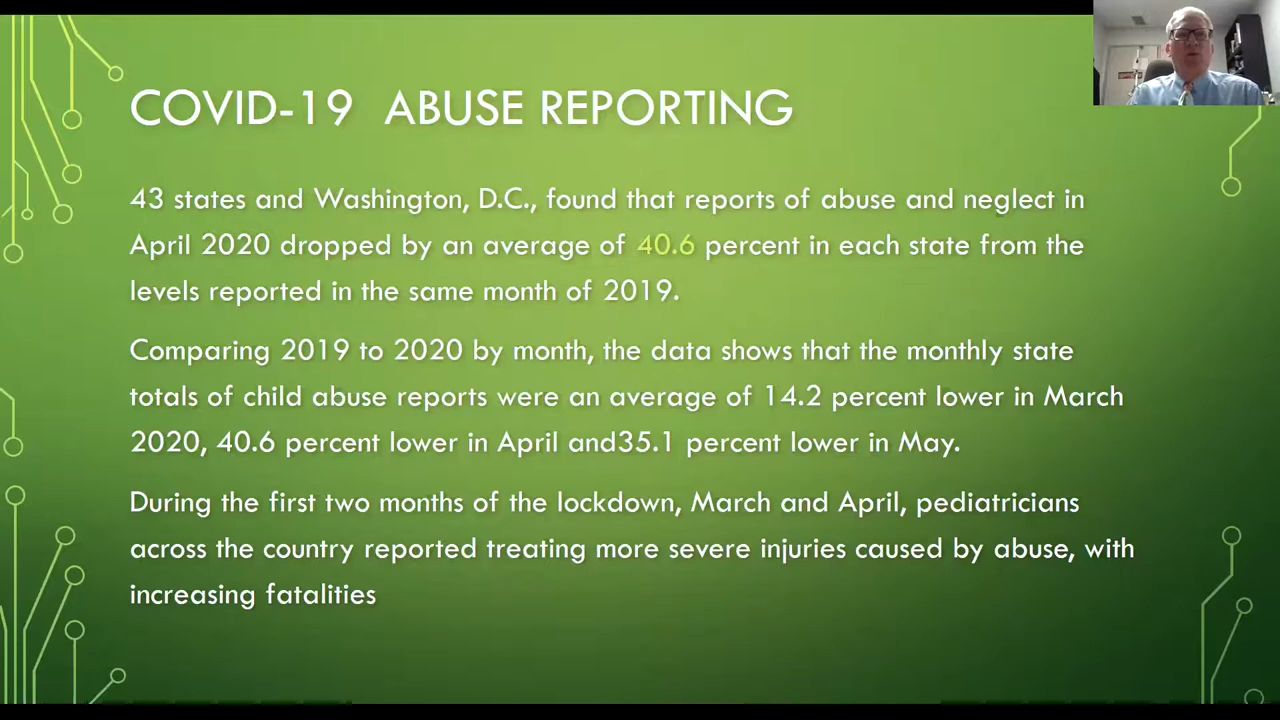 COVID-19 ABUSE REPORTING
43 states and Washington, D.C., found that reports of abuse and neglect in
April 2020 dropped by an average of 40.6 percent in each state from the
levels reported in the same month of 2019.
Comparing 2019 to 2020 by month, the data shows that the monthly state
totals of child abuse reports were an average of 14.2 percent lower in March
2020, 40.6 percent lower in April and35.1 percent lower in May.
During the first two months of the lockdown, March and April, pediatricians
across the country reported treating more severe injuries caused by abuse, with
increasing fatalities